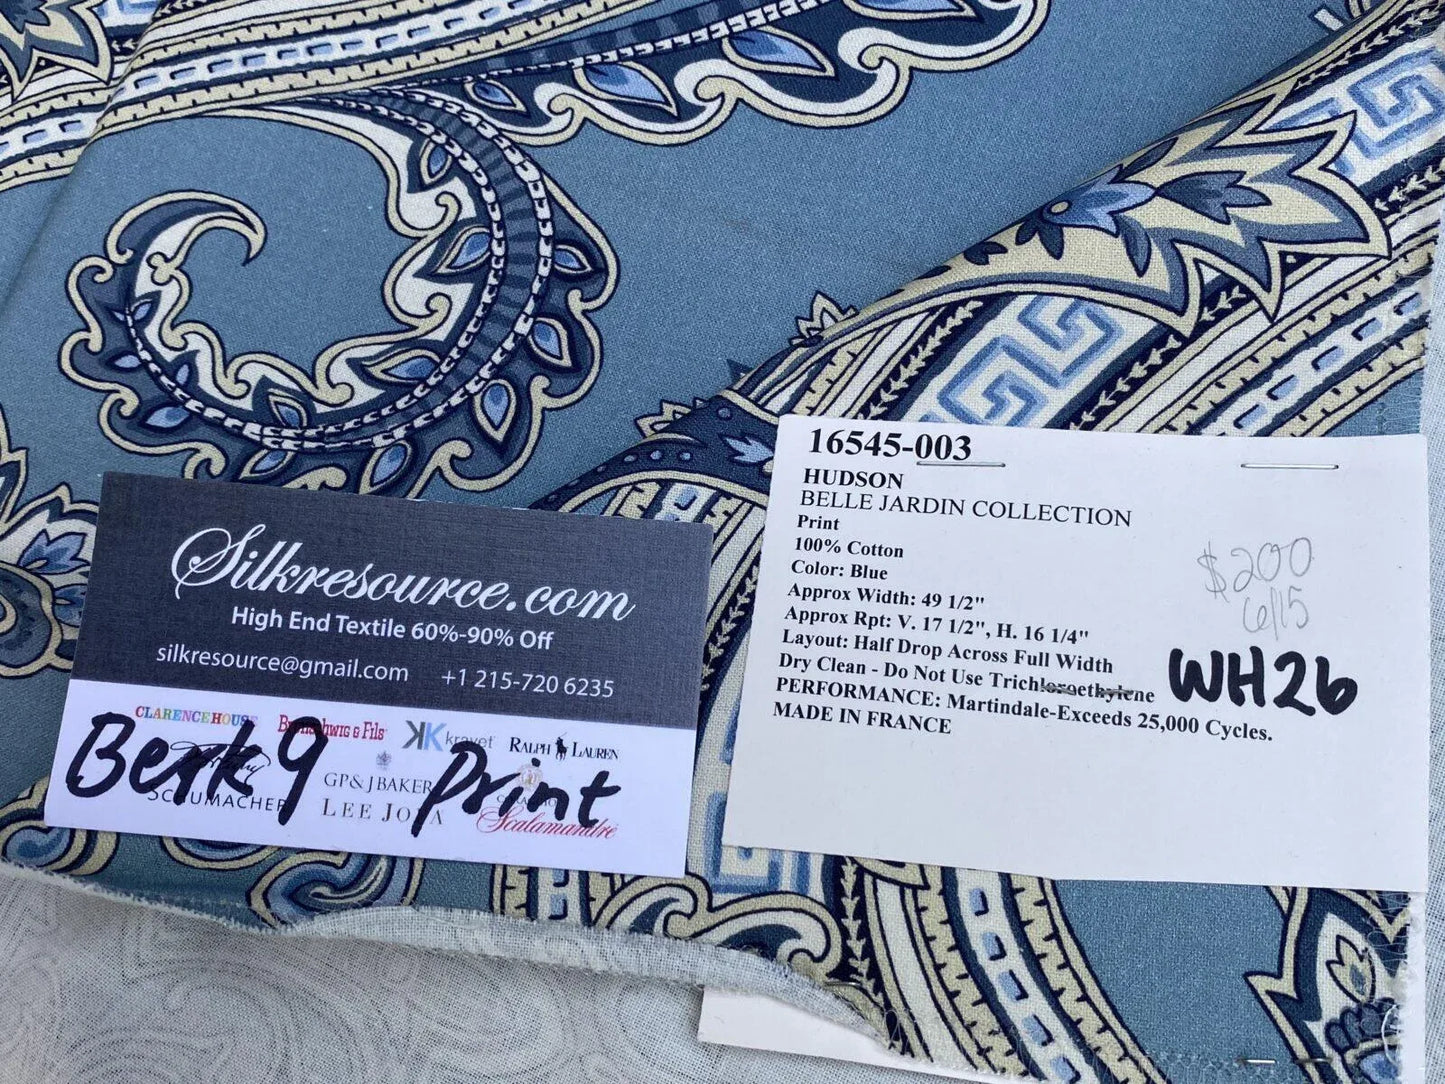 Silkresource.com
High End Textile 60%-90% Off
silkresource@gmail.com +1 215-720 6235
CLARENCE HOUSE
kravet
RALPH LAUREN
Berk9 Print
GP&J BAKER
SCHUMACHER
LEE JOFA
Scalamandré
16545-003
HUDSON
BELLE JARDIN COLLECTION
Print
100% Cotton
Color: Blue
Approx Width: 49 1/2"
Approx Rpt: V. 17 1/2", H. 16 1/4"
Layout: Half Drop Across Full Width
Dry Clean - Do Not Use Trichloroethylene
PERFORMANCE: Martindale-Exceeds 25,000 Cycles.
MADE IN FRANCE
$200
6/15
WH26